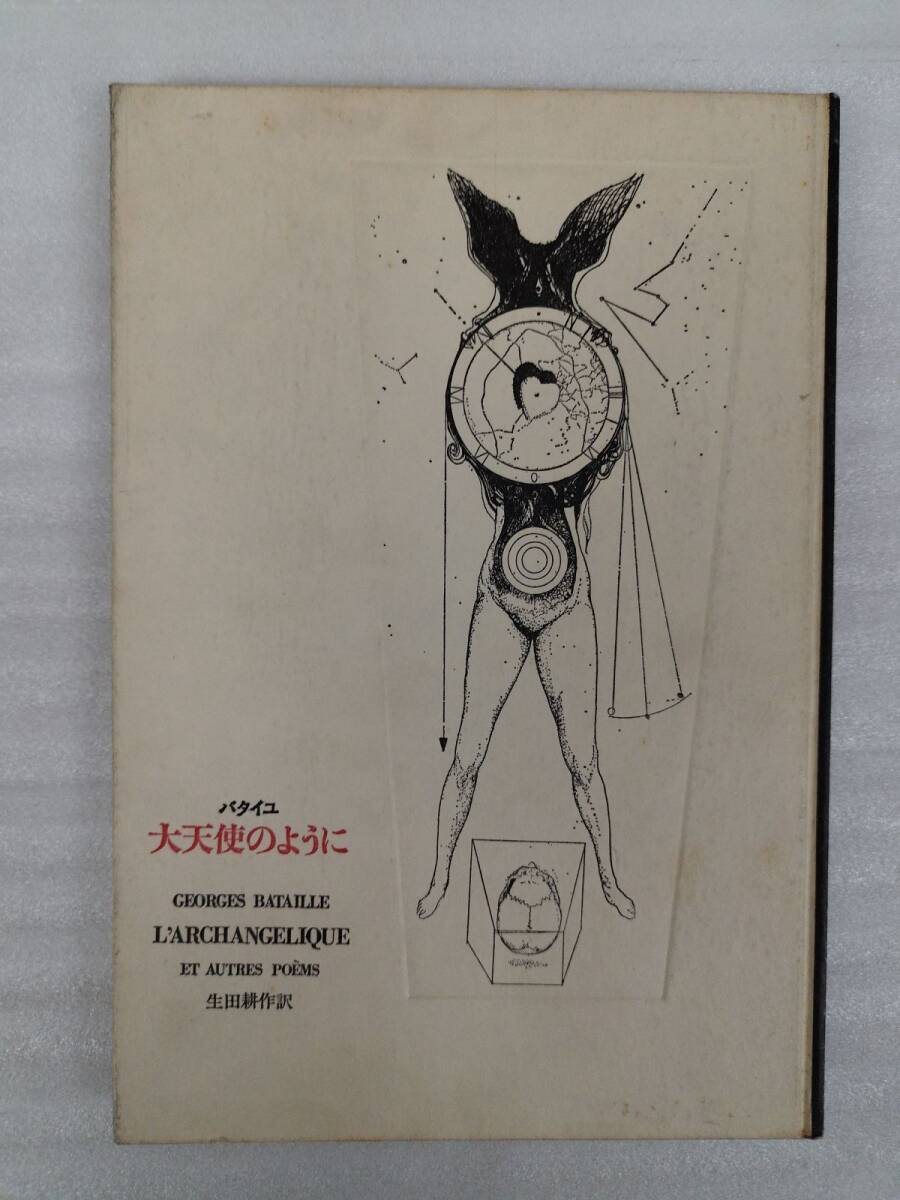 バタイユ
大天使のように
GEORGES BATAILLE
L'ARCHANGELIQUE
ET AUTRES POÈMS
生田耕作訳